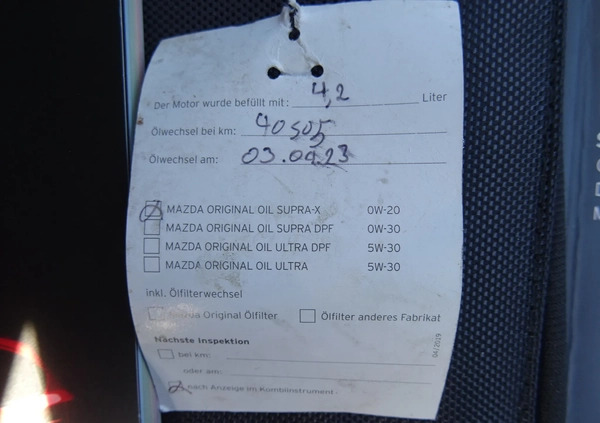 Der Motor wurde befüllt mit: 4,2 Liter
Ölwechsel bei km: 40505
Ölwechsel am: 03.04.23
MAZDA ORIGINAL OIL SUPRA-X 0W-20
MAZDA ORIGINAL OIL SUPRA DPF 0W-30
MAZDA ORIGINAL OIL ULTRA DPF 5W-30
MAZDA ORIGINAL OIL ULTRA 5W-30
inkl. Ölfilterwechsel
Mazda Original Ölfilter Ölfilter anderes Fabrikat
Nächste Inspektion
bei km:
oder am:
nach Anzeige im Kombiinstrument
04/2019